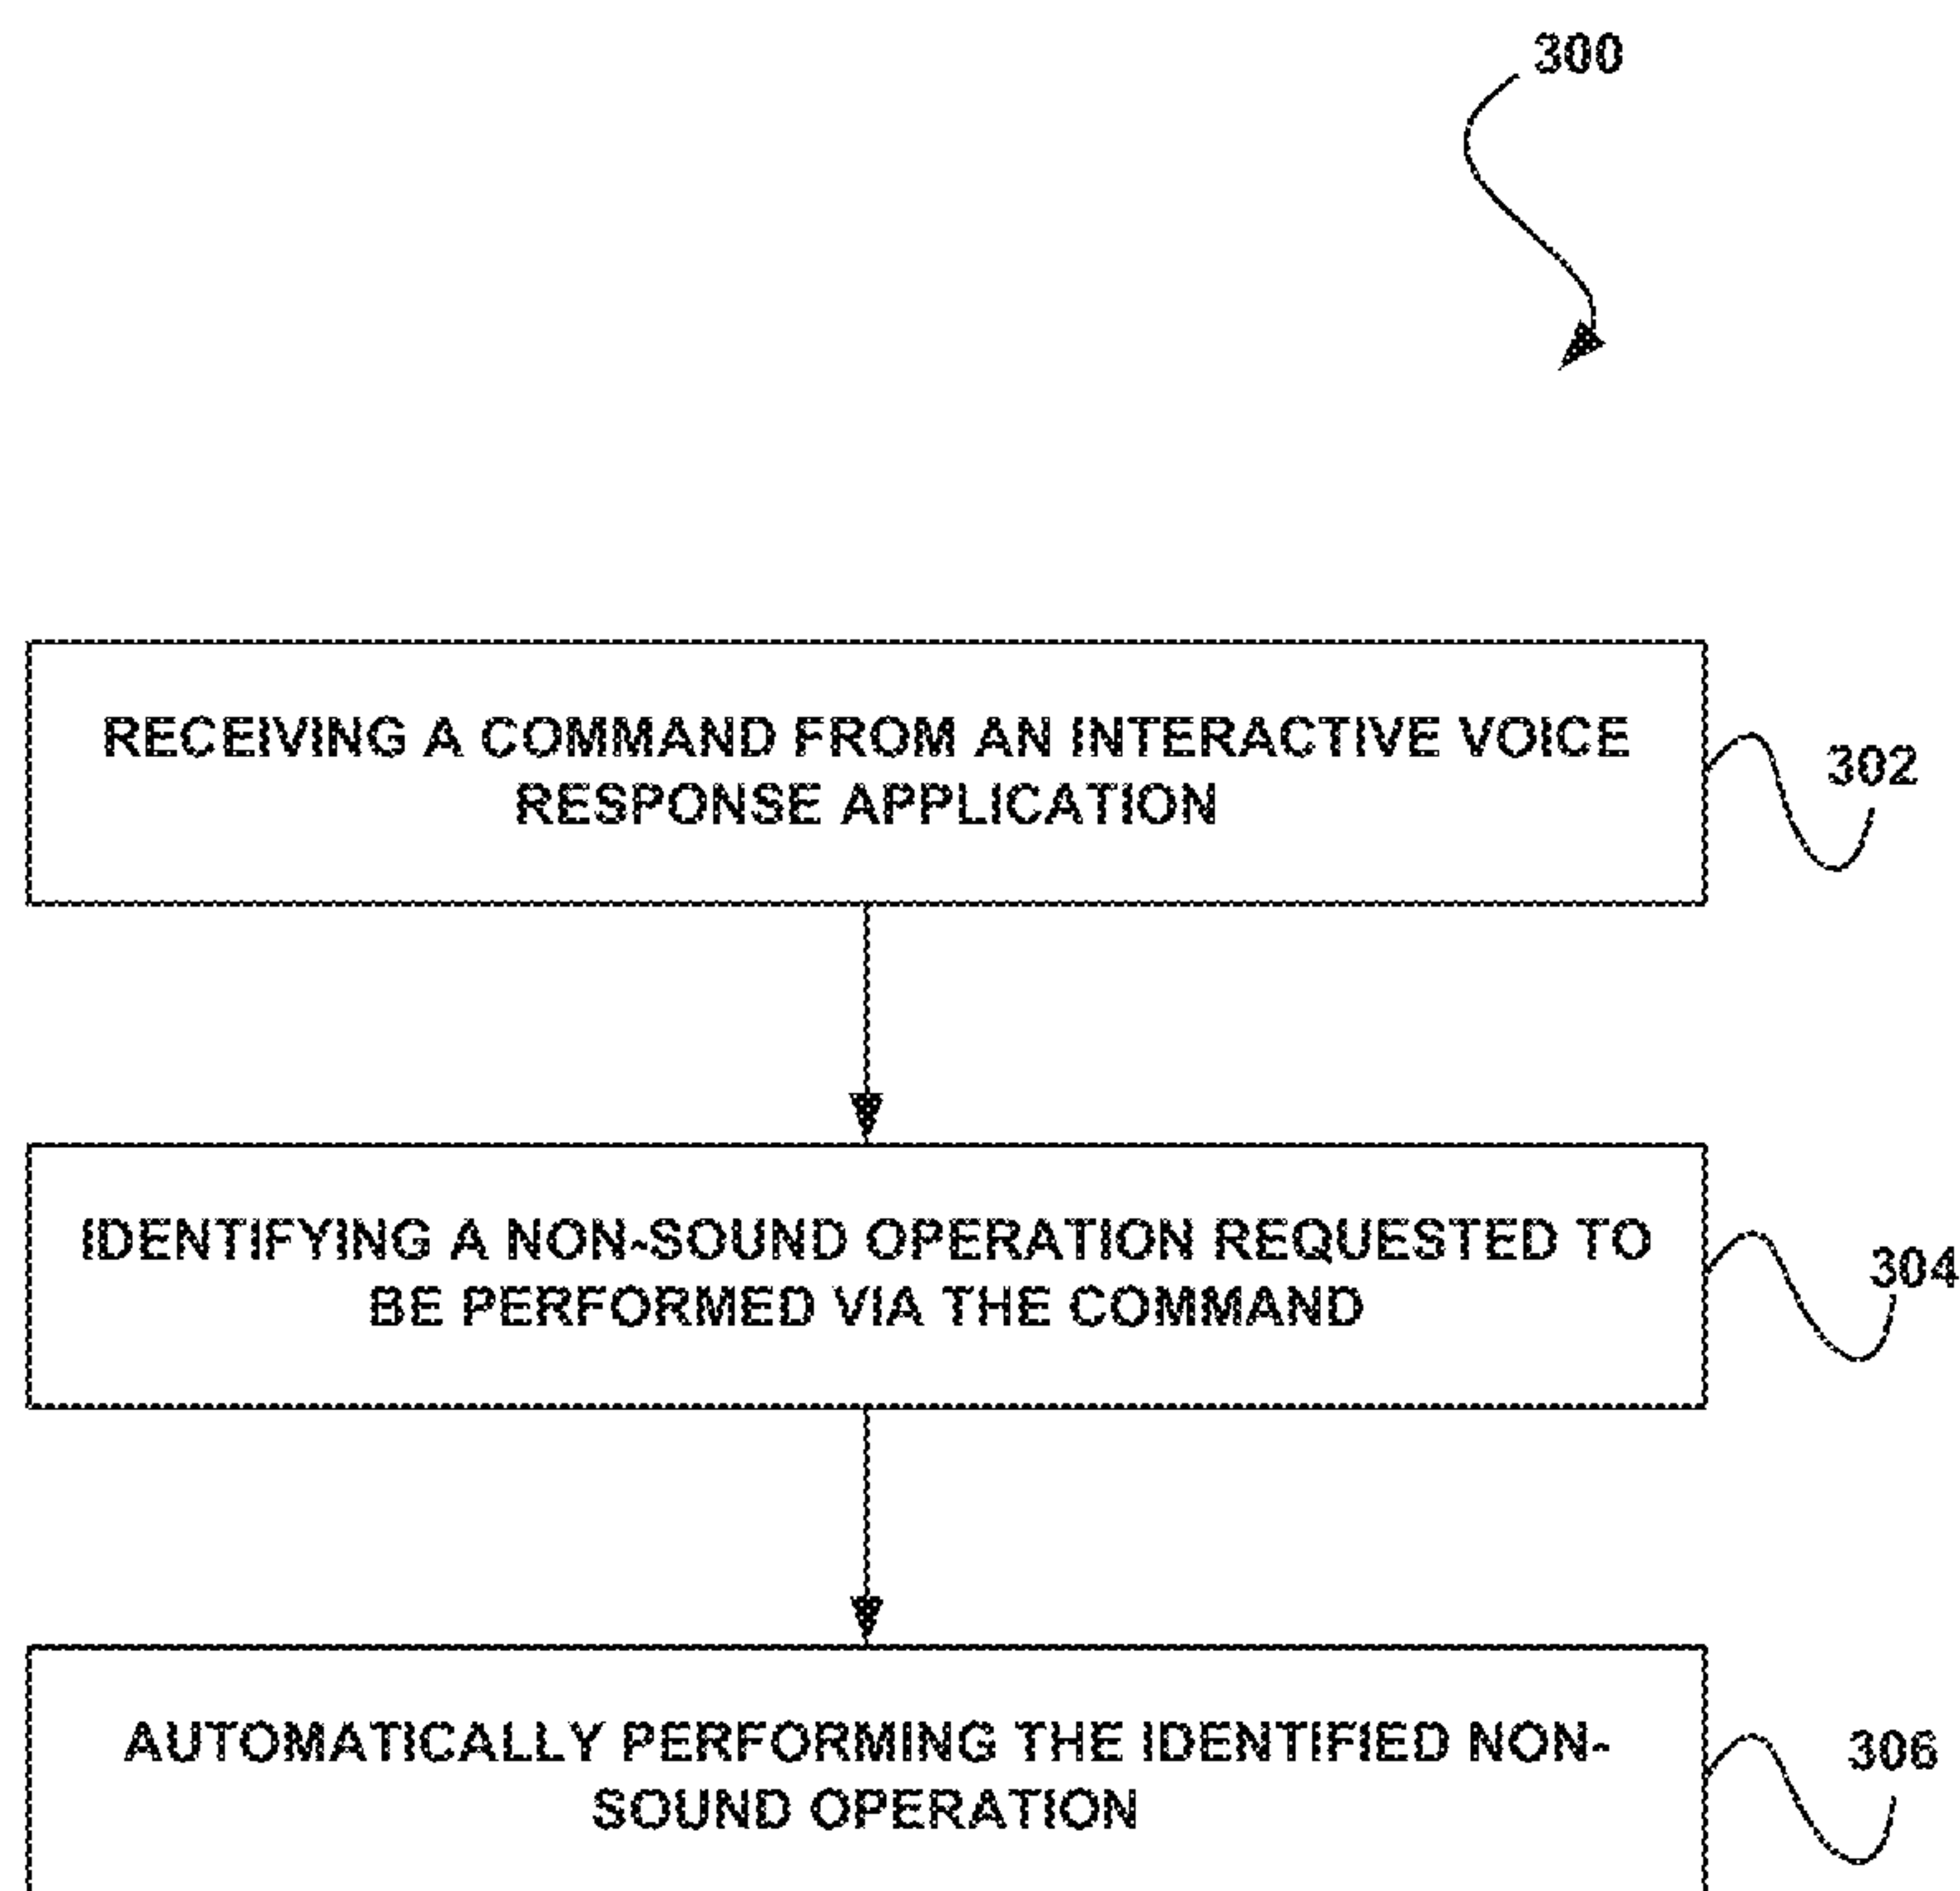 300
RECEIVING A COMMAND FROM AN INTERACTIVE VOICE
RESPONSE APPLICATION
302
IDENTIFYING A NON-SOUND OPERATION REQUESTED TO
BE PERFORMED VIA THE COMMAND
304
AUTOMATICALLY PERFORMING THE IDENTIFIED NON-
SOUND OPERATION
306